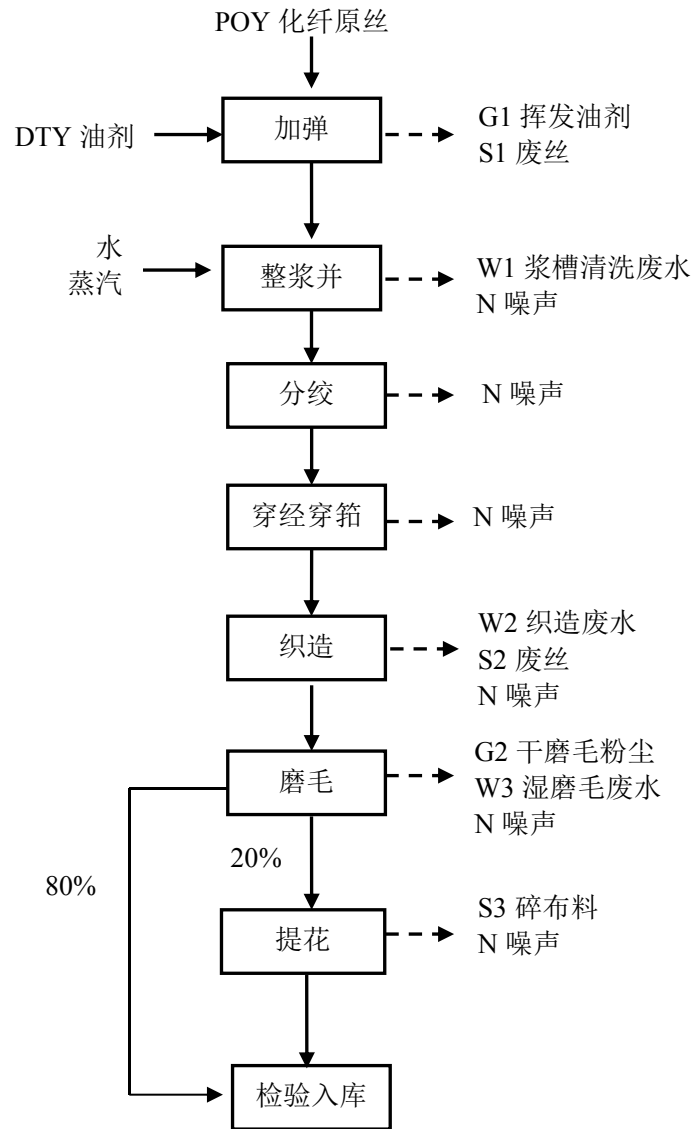 POY 化纤原丝
DTY 油剂
加弹
G1 挥发油剂
S1 废丝
水
蒸汽
整浆并
W1 浆槽清洗废水
N 噪声
分绞
N 噪声
穿经穿筘
N 噪声
织造
W2 织造废水
S2 废丝
N 噪声
磨毛
G2 干磨毛粉尘
W3 湿磨毛废水
N 噪声
80%
20%
提花
S3 碎布料
N 噪声
检验入库